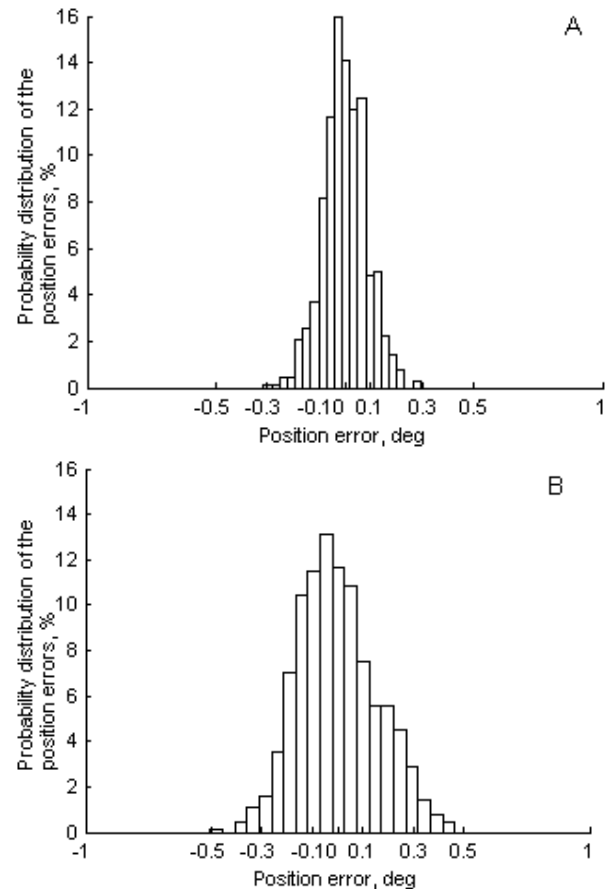 A
16
14
12
10
8
6
4
2
0
Probability distribution of the
position errors, %
-1 -0.5 -0.3 -0.10 0.1 0.3 0.5 1
Position error, deg
B
16
14
12
10
8
6
4
2
0
Probability distribution of the
position errors, %
-1 -0.5 -0.3 -0.10 0.1 0.3 0.5 1
Position error, deg